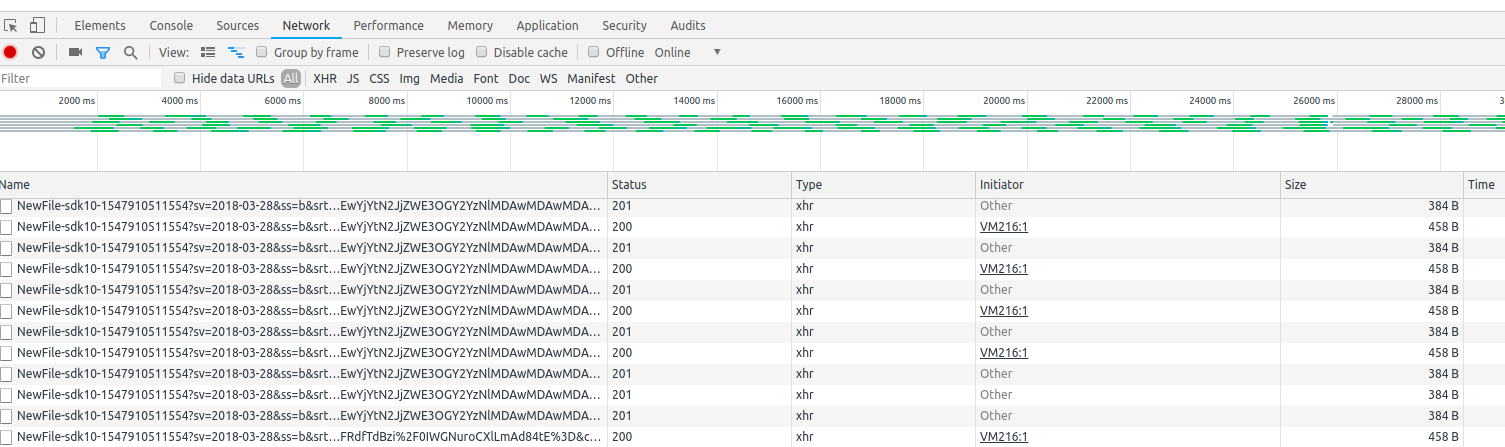 Elements Console Sources Network Performance Memory Application Security Audits
View: Group by frame Preserve log Disable cache Offline Online
Filter Hide data URLs All XHR JS CSS Img Media Font Doc WS Manifest Other
2000 ms 4000 ms 6000 ms 8000 ms 10000 ms 12000 ms 14000 ms 16000 ms 18000 ms 20000 ms 22000 ms 24000 ms 26000 ms 28000 ms 3
Name Status Type Initiator Size Time
NewFile-sdk10-1547910511554?sv=2018-03-28&ss=b&srt…EwYjYtN2JjZWE3OGY2YzNlMDAwMDAwMDA… 201 xhr Other 384 B
NewFile-sdk10-1547910511554?sv=2018-03-28&ss=b&srt…EwYjYtN2JjZWE3OGY2YzNlMDAwMDAwMDA… 200 xhr VM216:1 458 B
NewFile-sdk10-1547910511554?sv=2018-03-28&ss=b&srt…EwYjYtN2JjZWE3OGY2YzNlMDAwMDAwMDA… 201 xhr Other 384 B
NewFile-sdk10-1547910511554?sv=2018-03-28&ss=b&srt…EwYjYtN2JjZWE3OGY2YzNlMDAwMDAwMDA… 200 xhr VM216:1 458 B
NewFile-sdk10-1547910511554?sv=2018-03-28&ss=b&srt…EwYjYtN2JjZWE3OGY2YzNlMDAwMDAwMDA… 201 xhr Other 384 B
NewFile-sdk10-1547910511554?sv=2018-03-28&ss=b&srt…EwYjYtN2JjZWE3OGY2YzNlMDAwMDAwMDA… 200 xhr VM216:1 458 B
NewFile-sdk10-1547910511554?sv=2018-03-28&ss=b&srt…EwYjYtN2JjZWE3OGY2YzNlMDAwMDAwMDA… 201 xhr Other 384 B
NewFile-sdk10-1547910511554?sv=2018-03-28&ss=b&srt…EwYjYtN2JjZWE3OGY2YzNlMDAwMDAwMDA… 200 xhr VM216:1 458 B
NewFile-sdk10-1547910511554?sv=2018-03-28&ss=b&srt…EwYjYtN2JjZWE3OGY2YzNlMDAwMDAwMDA… 201 xhr Other 384 B
NewFile-sdk10-1547910511554?sv=2018-03-28&ss=b&srt…EwYjYtN2JjZWE3OGY2YzNlMDAwMDAwMDA… 201 xhr Other 384 B
NewFile-sdk10-1547910511554?sv=2018-03-28&ss=b&srt…EwYjYtN2JjZWE3OGY2YzNlMDAwMDAwMDA… 201 xhr Other 384 B
NewFile-sdk10-1547910511554?sv=2018-03-28&ss=b&srt…FRdfTdBzi%2F0IWGNuroCXlLmAd84tE%3D&c… 200 xhr VM216:1 458 B